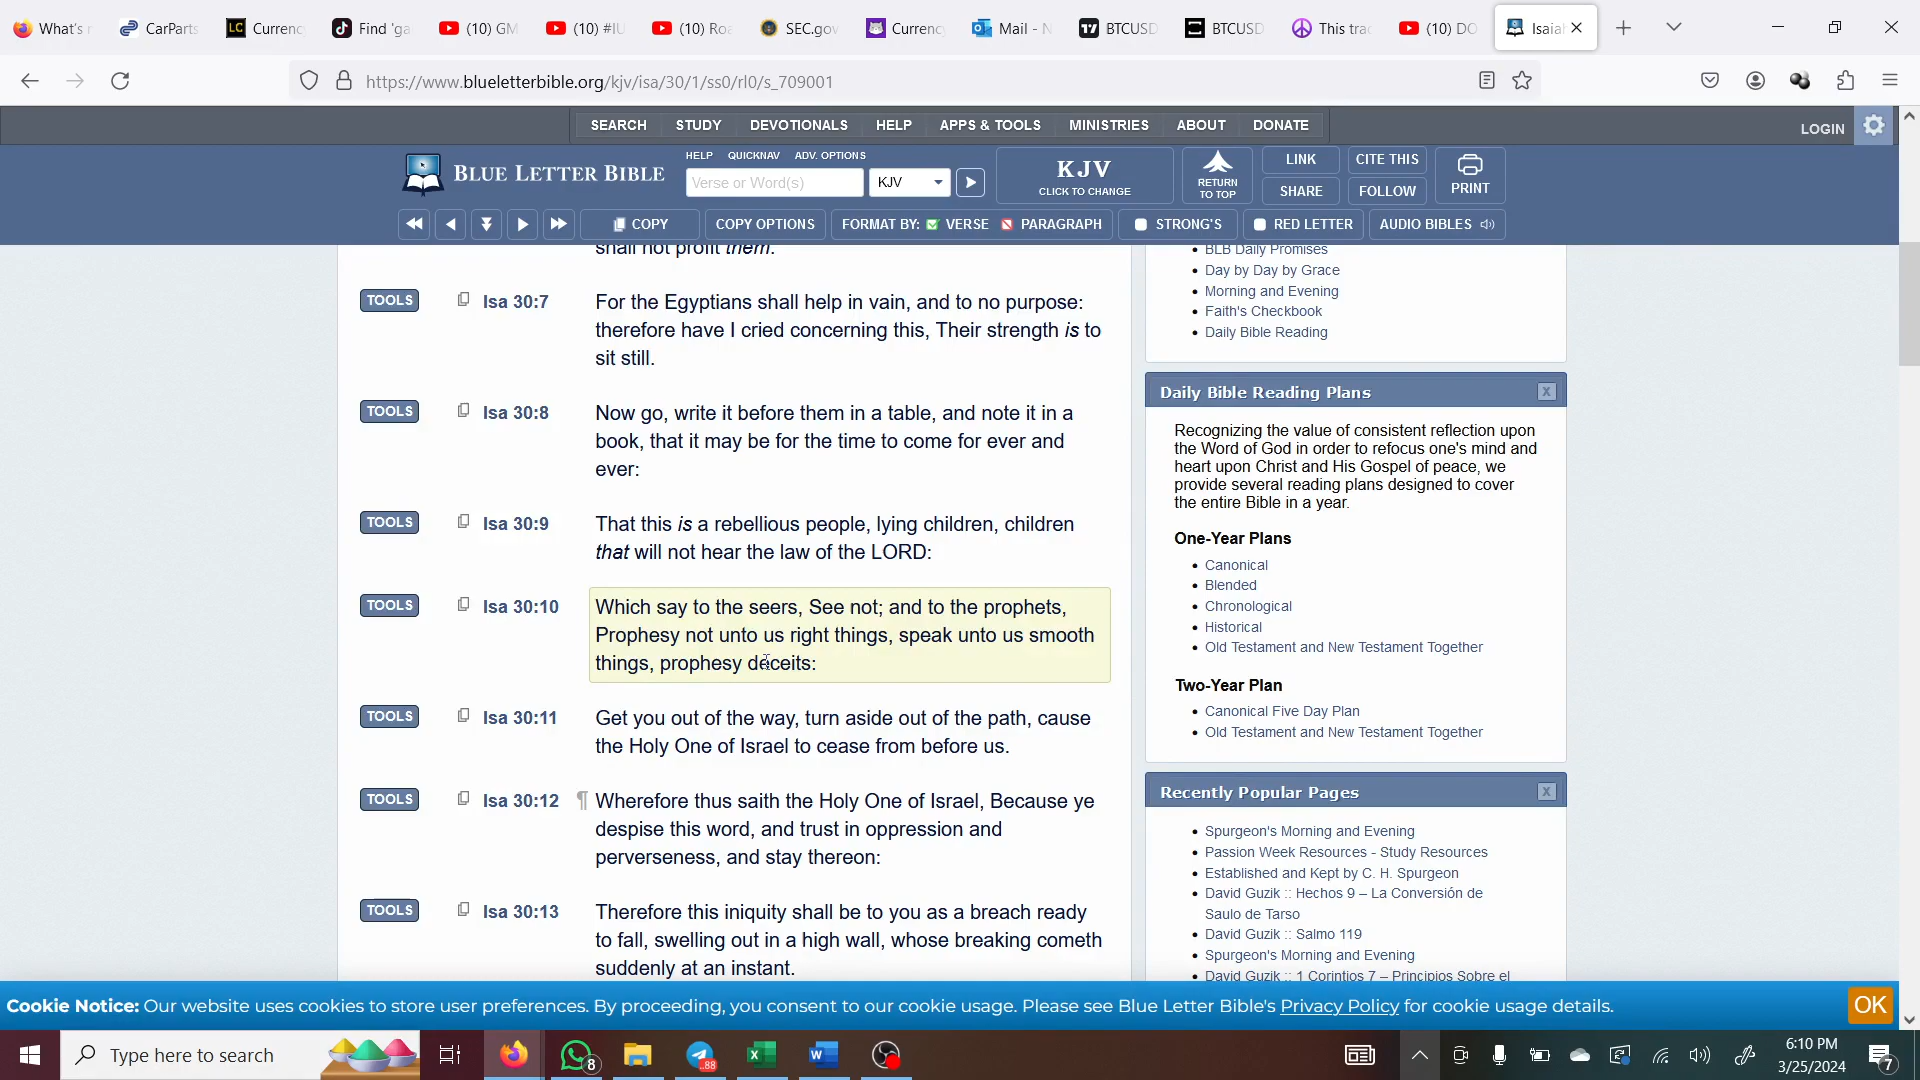 What's n
CarParts
Currenc
Find 'ga
(10) GM
(10) #IU
(10) Roa
SEC.gov
Currency
Mail - N
BTCUSD
BTCUSD
This trac
(10) DO
Isaiah
https://www.blueletterbible.org/kjv/isa/30/1/ss0/rl0/s_709001
SEARCH STUDY DEVOTIONALS HELP APPS & TOOLS MINISTRIES ABOUT DONATE
LOGIN
BLUE LETTER BIBLE
HELP QUICKNAV ADV. OPTIONS
Verse or Word(s)
KJV
KJV
CLICK TO CHANGE
RETURN
TO TOP
LINK
CITE THIS
SHARE
FOLLOW
PRINT
COPY
COPY OPTIONS
FORMAT BY: VERSE PARAGRAPH
STRONG'S
RED LETTER
AUDIO BIBLES
shall not profit them.
TOOLS Isa 30:7 For the Egyptians shall help in vain, and to no purpose:
therefore have I cried concerning this, Their strength is to
sit still.
TOOLS Isa 30:8 Now go, write it before them in a table, and note it in a
book, that it may be for the time to come for ever and
ever:
TOOLS Isa 30:9 That this is a rebellious people, lying children, children
that will not hear the law of the LORD:
TOOLS Isa 30:10 Which say to the seers, See not; and to the prophets,
Prophesy not unto us right things, speak unto us smooth
things, prophesy deceits:
TOOLS Isa 30:11 Get you out of the way, turn aside out of the path, cause
the Holy One of Israel to cease from before us.
TOOLS Isa 30:12 ¶ Wherefore thus saith the Holy One of Israel, Because ye
despise this word, and trust in oppression and
perverseness, and stay thereon:
TOOLS Isa 30:13 Therefore this iniquity shall be to you as a breach ready
to fall, swelling out in a high wall, whose breaking cometh
suddenly at an instant.
BLB Daily Promises
Day by Day by Grace
Morning and Evening
Faith's Checkbook
Daily Bible Reading
Daily Bible Reading Plans
X
Recognizing the value of consistent reflection upon
the Word of God in order to refocus one's mind and
heart upon Christ and His Gospel of peace, we
provide several reading plans designed to cover
the entire Bible in a year.
One-Year Plans
Canonical
Blended
Chronological
Historical
Old Testament and New Testament Together
Two-Year Plan
Canonical Five Day Plan
Old Testament and New Testament Together
Recently Popular Pages
X
Spurgeon's Morning and Evening
Passion Week Resources - Study Resources
Established and Kept by C. H. Spurgeon
David Guzik :: Hechos 9 – La Conversión de
Saulo de Tarso
David Guzik :: Salmo 119
Spurgeon's Morning and Evening
David Guzik :: 1 Corintios 7 – Principios Sobre el
Cookie Notice: Our website uses cookies to store user preferences. By proceeding, you consent to our cookie usage. Please see Blue Letter Bible's Privacy Policy for cookie usage details.
OK
Type here to search
8
88
6:10 PM
3/25/2024
7